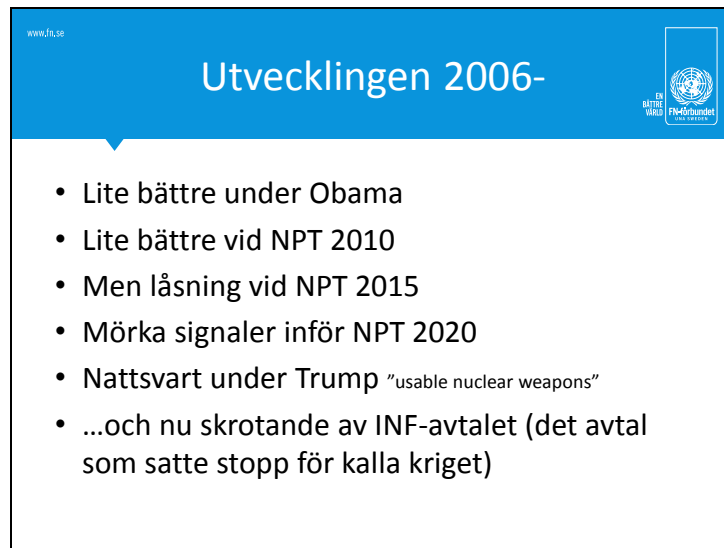 www.fn.se
Utvecklingen 2006-
EN
BÄTTRE
VÄRLD
FN-förbundet
UNA SWEDEN
• Lite bättre under Obama
• Lite bättre vid NPT 2010
• Men låsning vid NPT 2015
• Mörka signaler inför NPT 2020
• Nattsvart under Trump ”usable nuclear weapons”
• …och nu skrotande av INF-avtalet (det avtal
som satte stopp för kalla kriget)